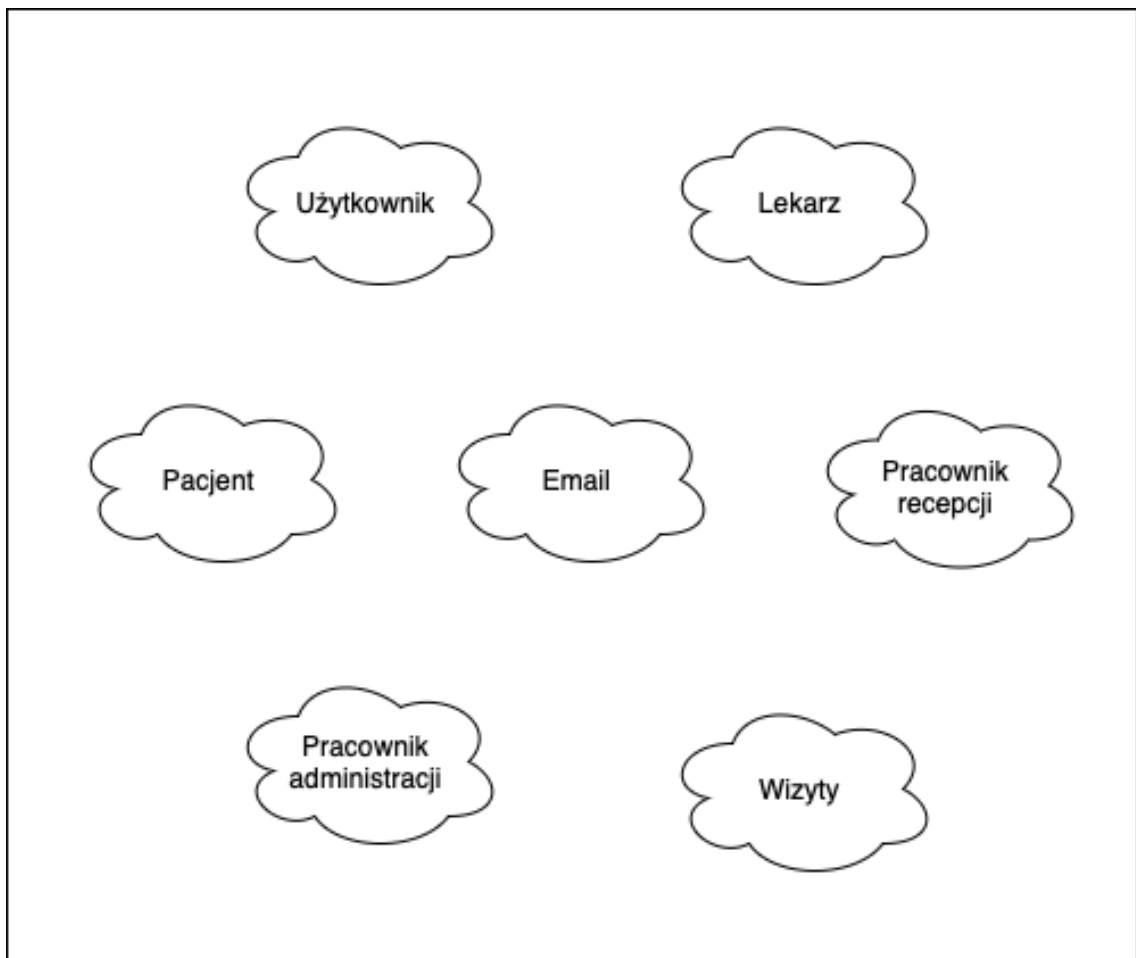 Użytkownik
Lekarz
Pacjent
Email
Pracownik
recepcji
Pracownik
administracji
Wizyty